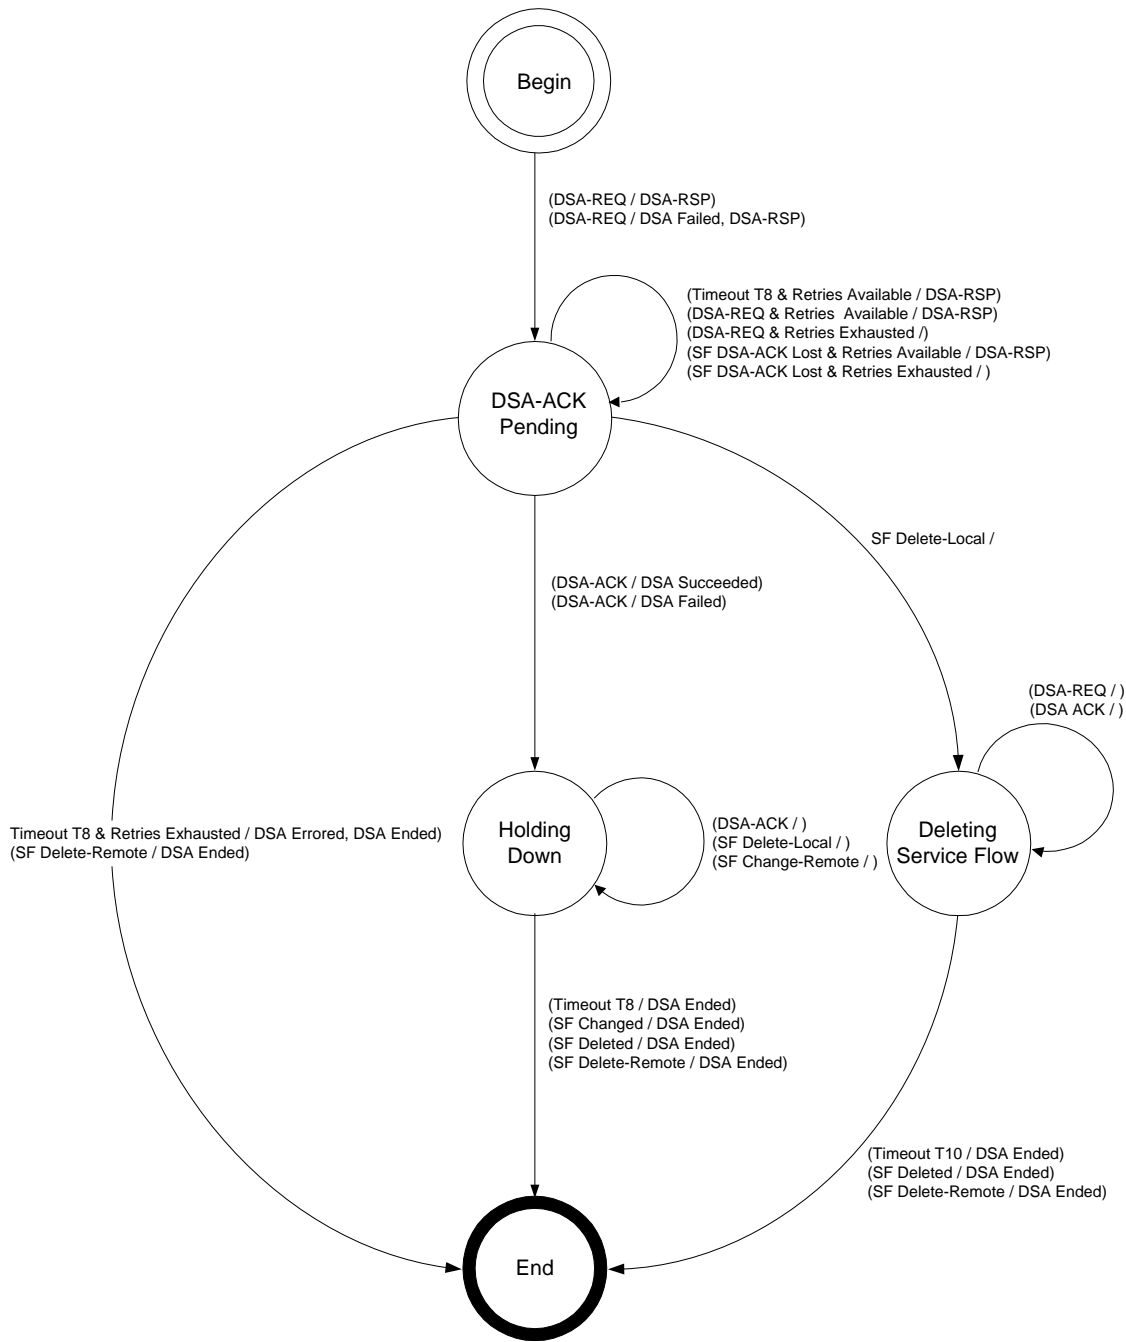 Begin
(DSA-REQ / DSA-RSP)
(DSA-REQ / DSA Failed, DSA-RSP)
(Timeout T8 & Retries Available / DSA-RSP)
(DSA-REQ & Retries  Available / DSA-RSP)
(DSA-REQ & Retries Exhausted /)
(SF DSA-ACK Lost & Retries Available / DSA-RSP)
(SF DSA-ACK Lost & Retries Exhausted / )
DSA-ACK
Pending
SF Delete-Local /
(DSA-ACK / DSA Succeeded)
(DSA-ACK / DSA Failed)
(DSA-REQ / )
(DSA ACK / )
Timeout T8 & Retries Exhausted / DSA Errored, DSA Ended)
(SF Delete-Remote / DSA Ended)
Holding
Down
(DSA-ACK / )
(SF Delete-Local / )
(SF Change-Remote / )
Deleting
Service Flow
(Timeout T8 / DSA Ended)
(SF Changed / DSA Ended)
(SF Deleted / DSA Ended)
(SF Delete-Remote / DSA Ended)
(Timeout T10 / DSA Ended)
(SF Deleted / DSA Ended)
(SF Delete-Remote / DSA Ended)
End